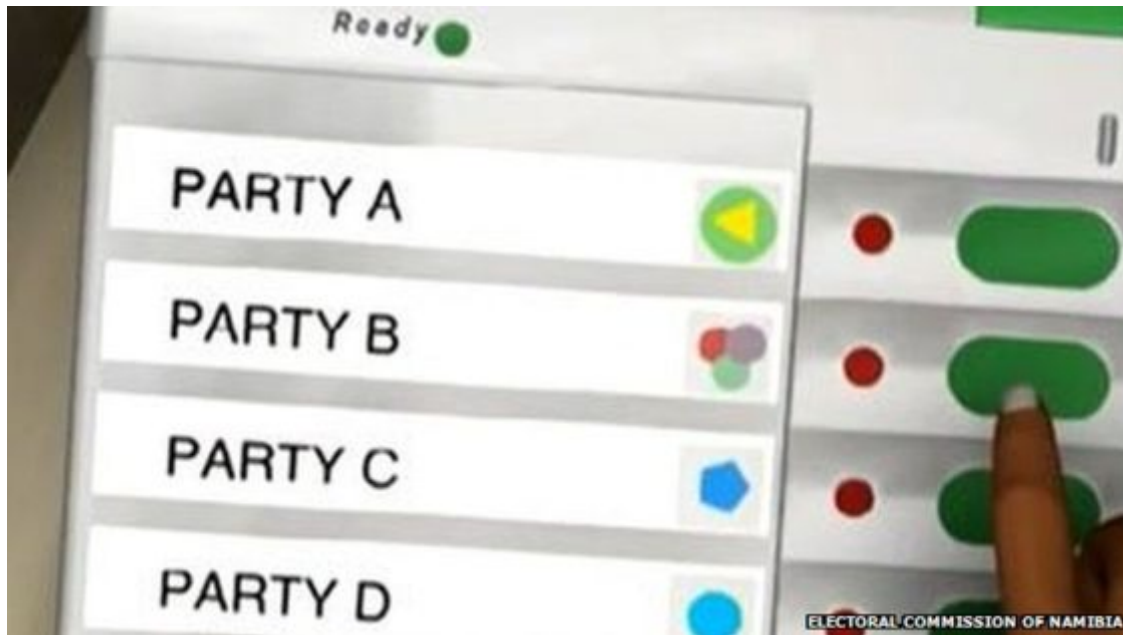 Ready
PARTY A
PARTY B
PARTY C
PARTY D
ELECTORAL COMMISSION OF NAMIBIA